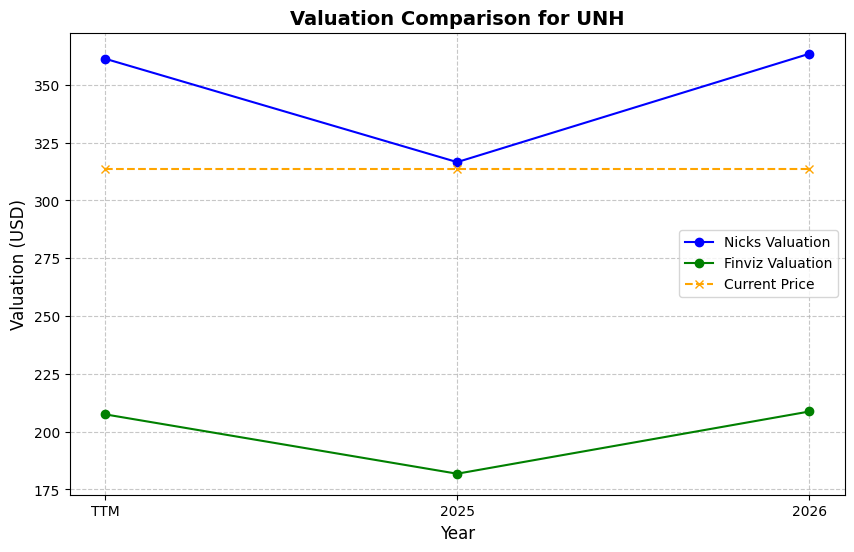 Valuation Comparison for UNH
Valuation (USD)
350
325
300
275
250
225
200
175
Nicks Valuation
Finviz Valuation
Current Price
TTM 2025 2026
Year